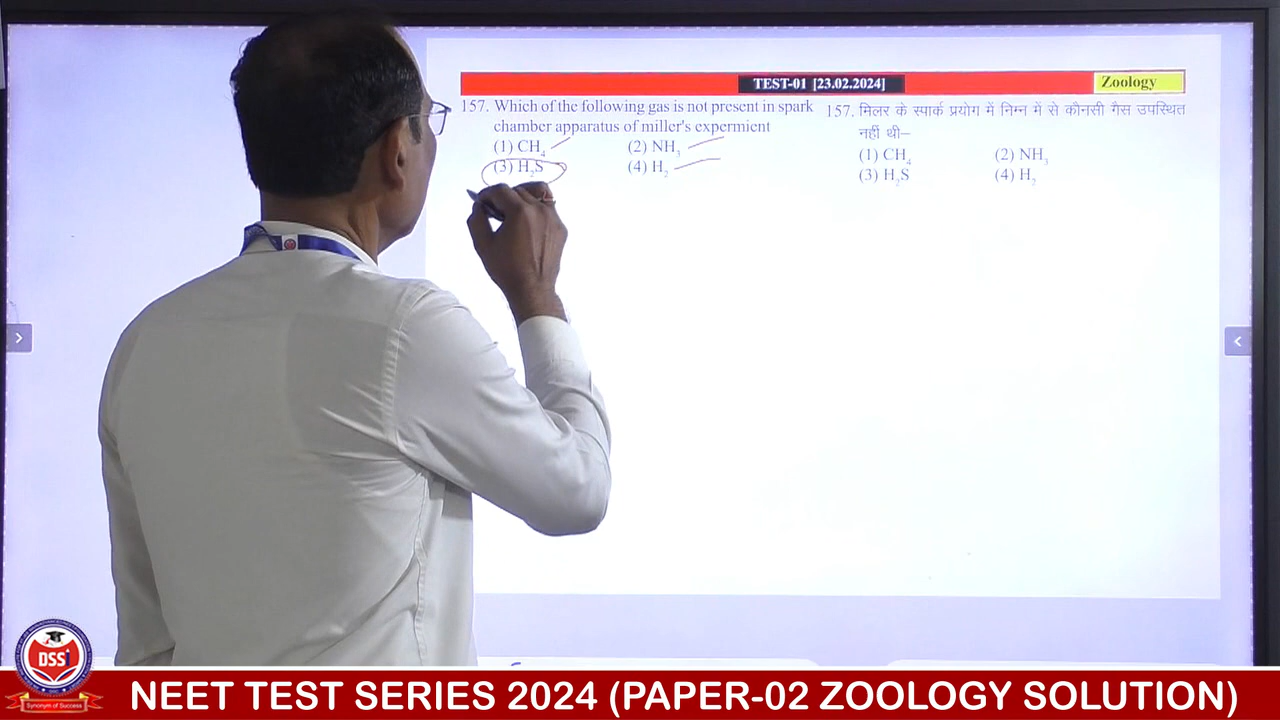 TEST-01 [23.02.2024]
Zoology
157. Which of the following gas is not present in spark
chamber apparatus of miller's expermient
(1) CH₄ (2) NH₃
(3) H₂S (4) H₂
157. मिलर के स्पार्क प्रयोग में निम्न में से कौनसी गैस उपस्थित
नहीं थी–
(1) CH₄ (2) NH₃
(3) H₂S (4) H₂
DSSi
Synonym of Success
NEET TEST SERIES 2024 (PAPER-02 ZOOLOGY SOLUTION)